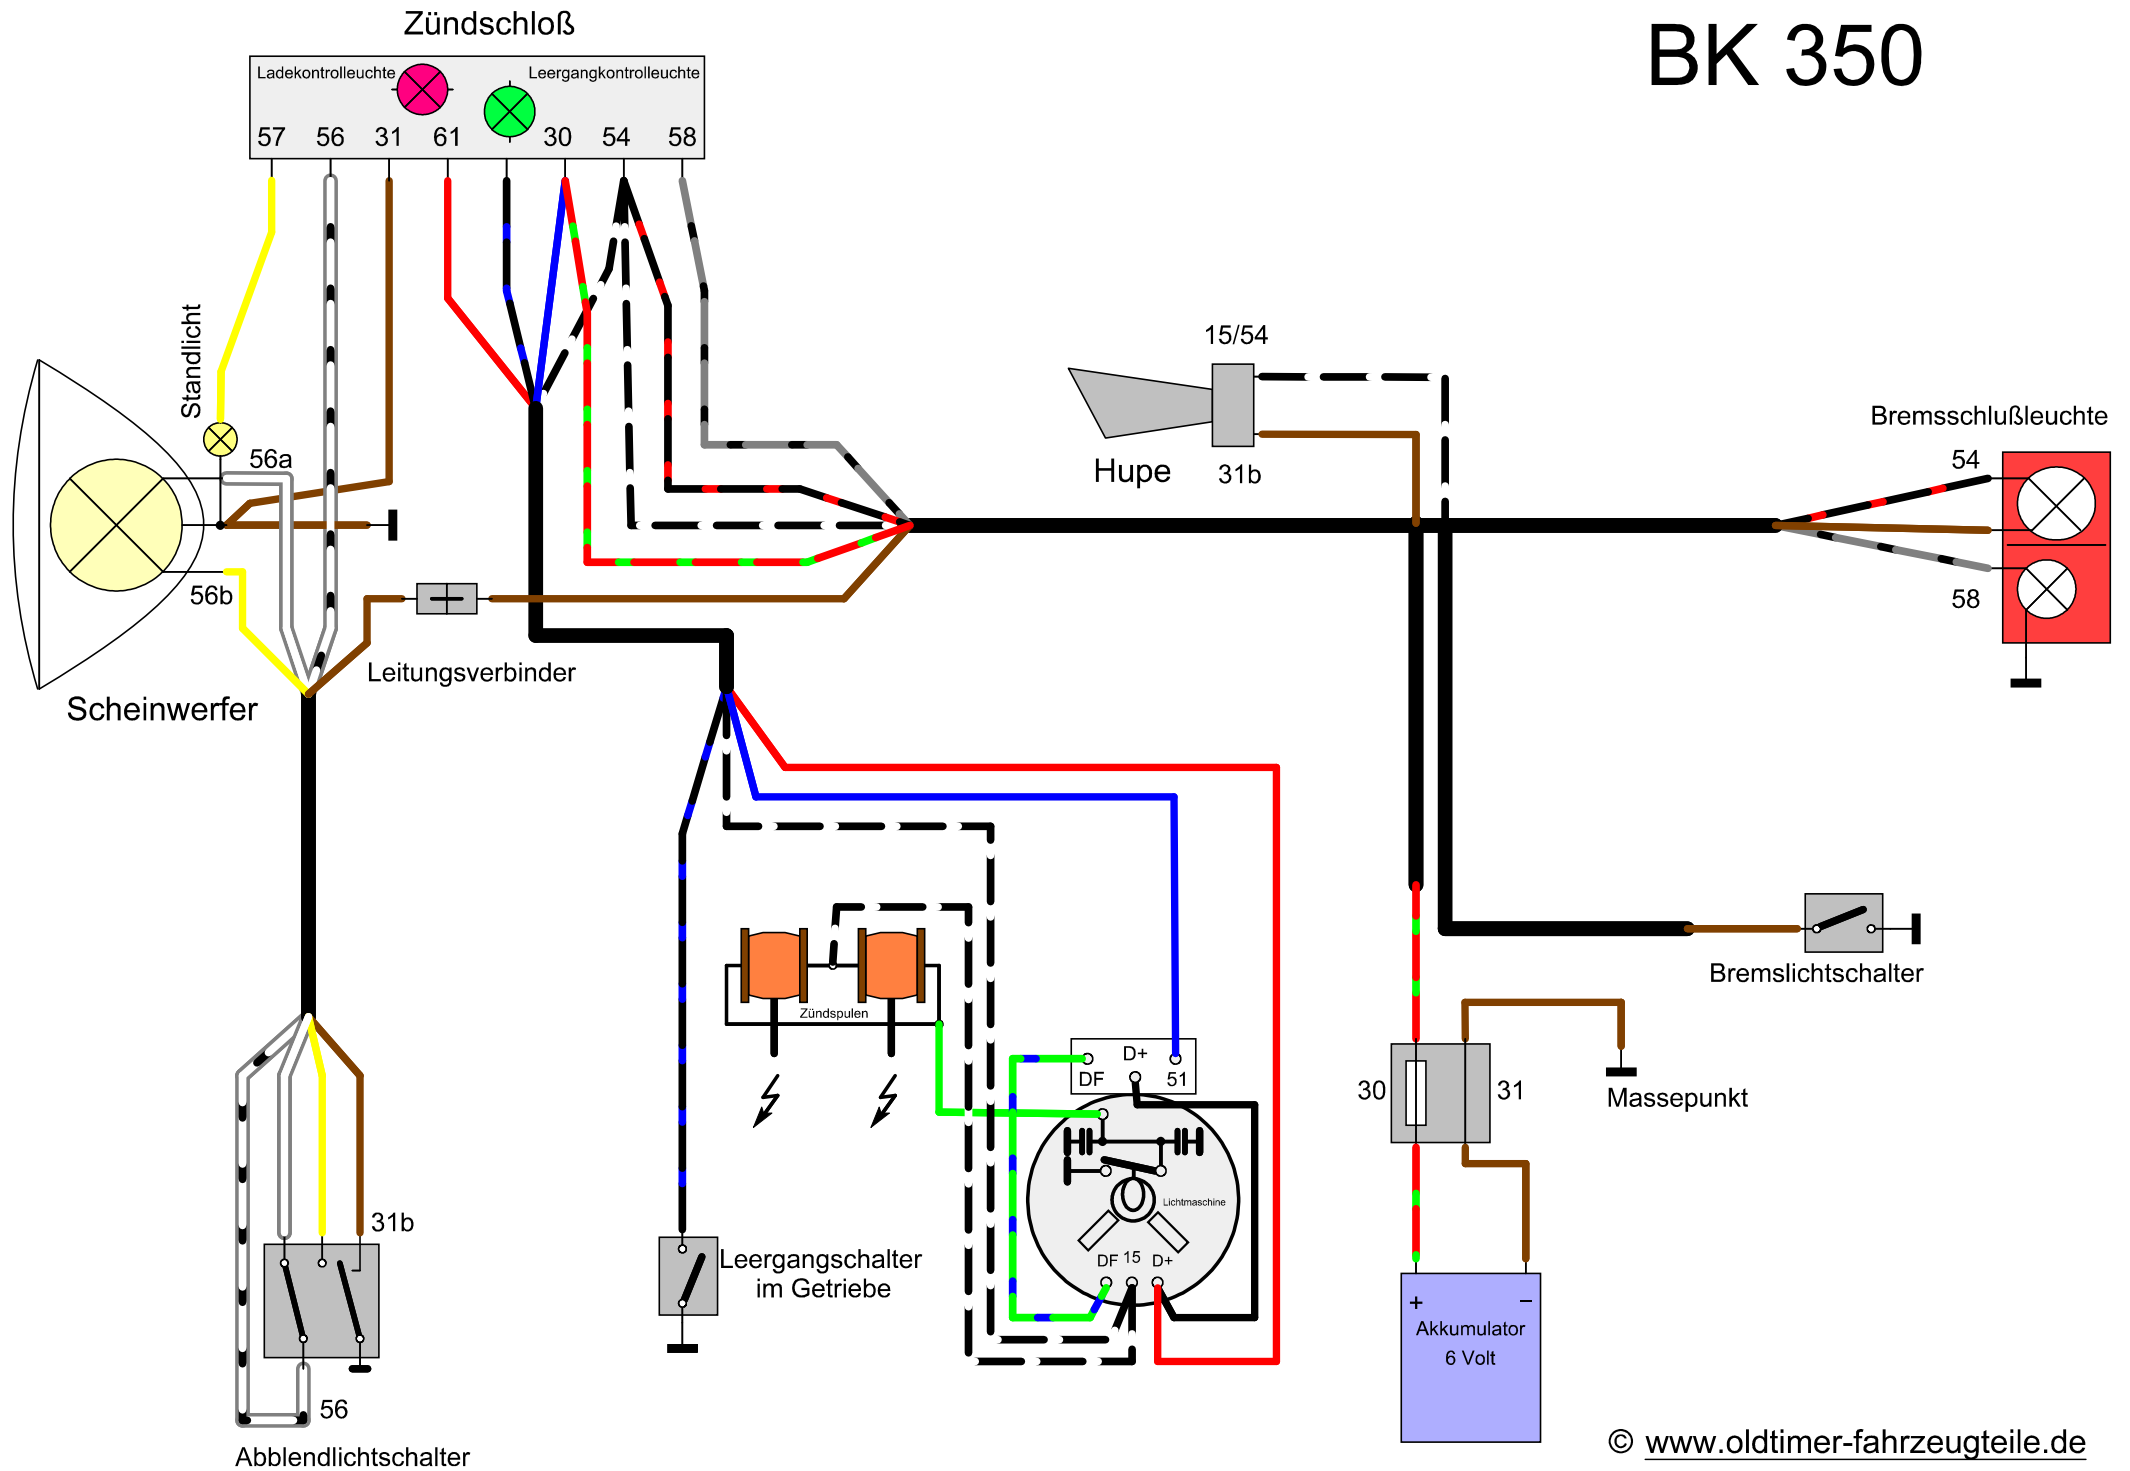 Zündschloß
BK 350
Ladekontrolleuchte
Leergangkontrolleuchte
57 56 31 61 30 54 58
Standlicht
15/54
Bremsschlußleuchte
56a
54
Hupe
31b
56b
58
Leitungsverbinder
Scheinwerfer
Bremslichtschalter
Zündspulen
D+
DF
51
30
31
Massepunkt
Lichtmaschine
31b
DF 15 D+
Leergangschalter
im Getriebe
+ −
Akkumulator
6 Volt
56
Abblendlichtschalter
© www.oldtimer-fahrzeugteile.de